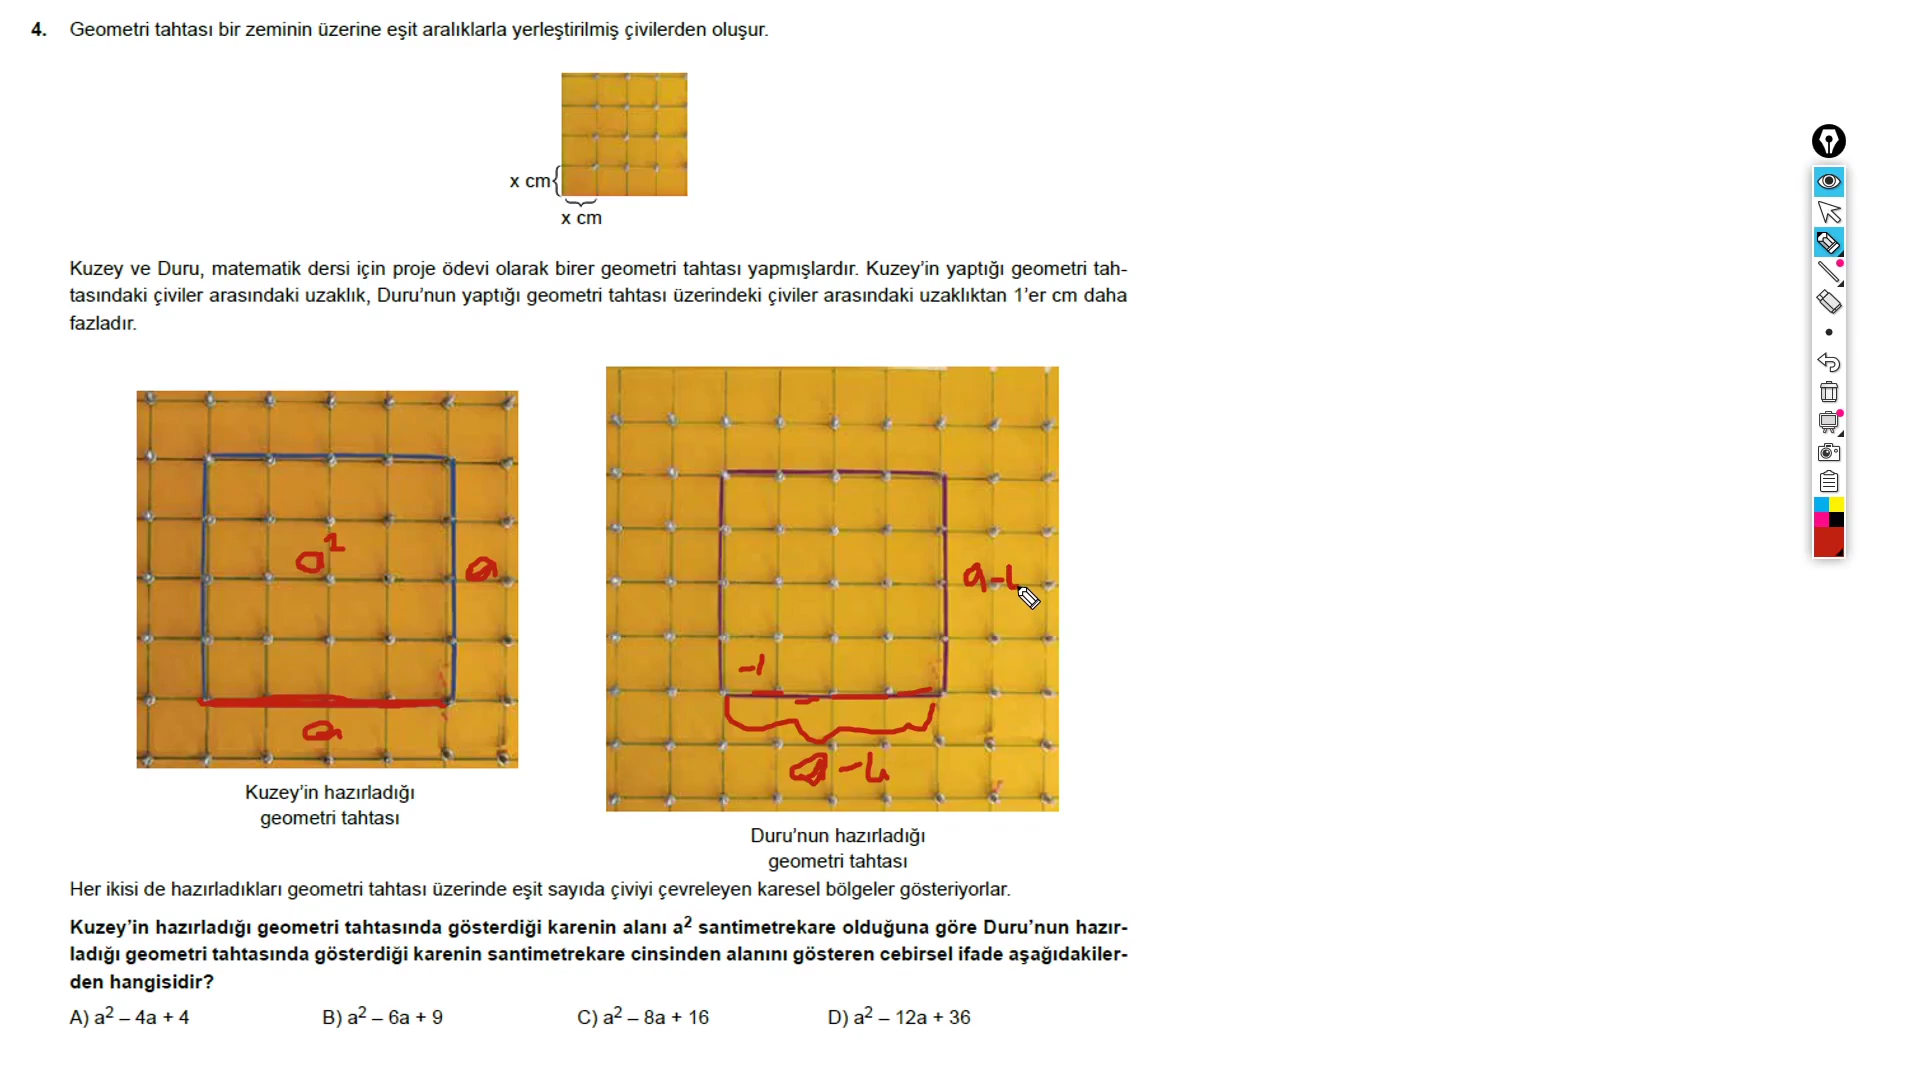 4. Geometri tahtası bir zeminin üzerine eşit aralıklarla yerleştirilmiş çivilerden oluşur.
x cm
x cm
Kuzey ve Duru, matematik dersi için proje ödevi olarak birer geometri tahtası yapmışlardır. Kuzey'in yaptığı geometri tah-
tasındaki çiviler arasındaki uzaklık, Duru'nun yaptığı geometri tahtası üzerindeki çiviler arasındaki uzaklıktan 1'er cm daha
fazladır.
a²
a
a
a-4
-1
a-4
Kuzey'in hazırladığı
geometri tahtası
Duru'nun hazırladığı
geometri tahtası
Her ikisi de hazırladıkları geometri tahtası üzerinde eşit sayıda çiviyi çevreleyen karesel bölgeler gösteriyorlar.
Kuzey'in hazırladığı geometri tahtasında gösterdiği karenin alanı a² santimetrekare olduğuna göre Duru'nun hazır-
ladığı geometri tahtasında gösterdiği karenin santimetrekare cinsinden alanını gösteren cebirsel ifade aşağıdakiler-
den hangisidir?
A) a² – 4a + 4 B) a² – 6a + 9 C) a² – 8a + 16 D) a² – 12a + 36